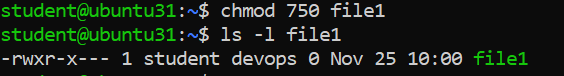 student@ubuntu31:~$ chmod 750 file1
student@ubuntu31:~$ ls -l file1
-rwxr-x--- 1 student devops 0 Nov 25 10:00 file1